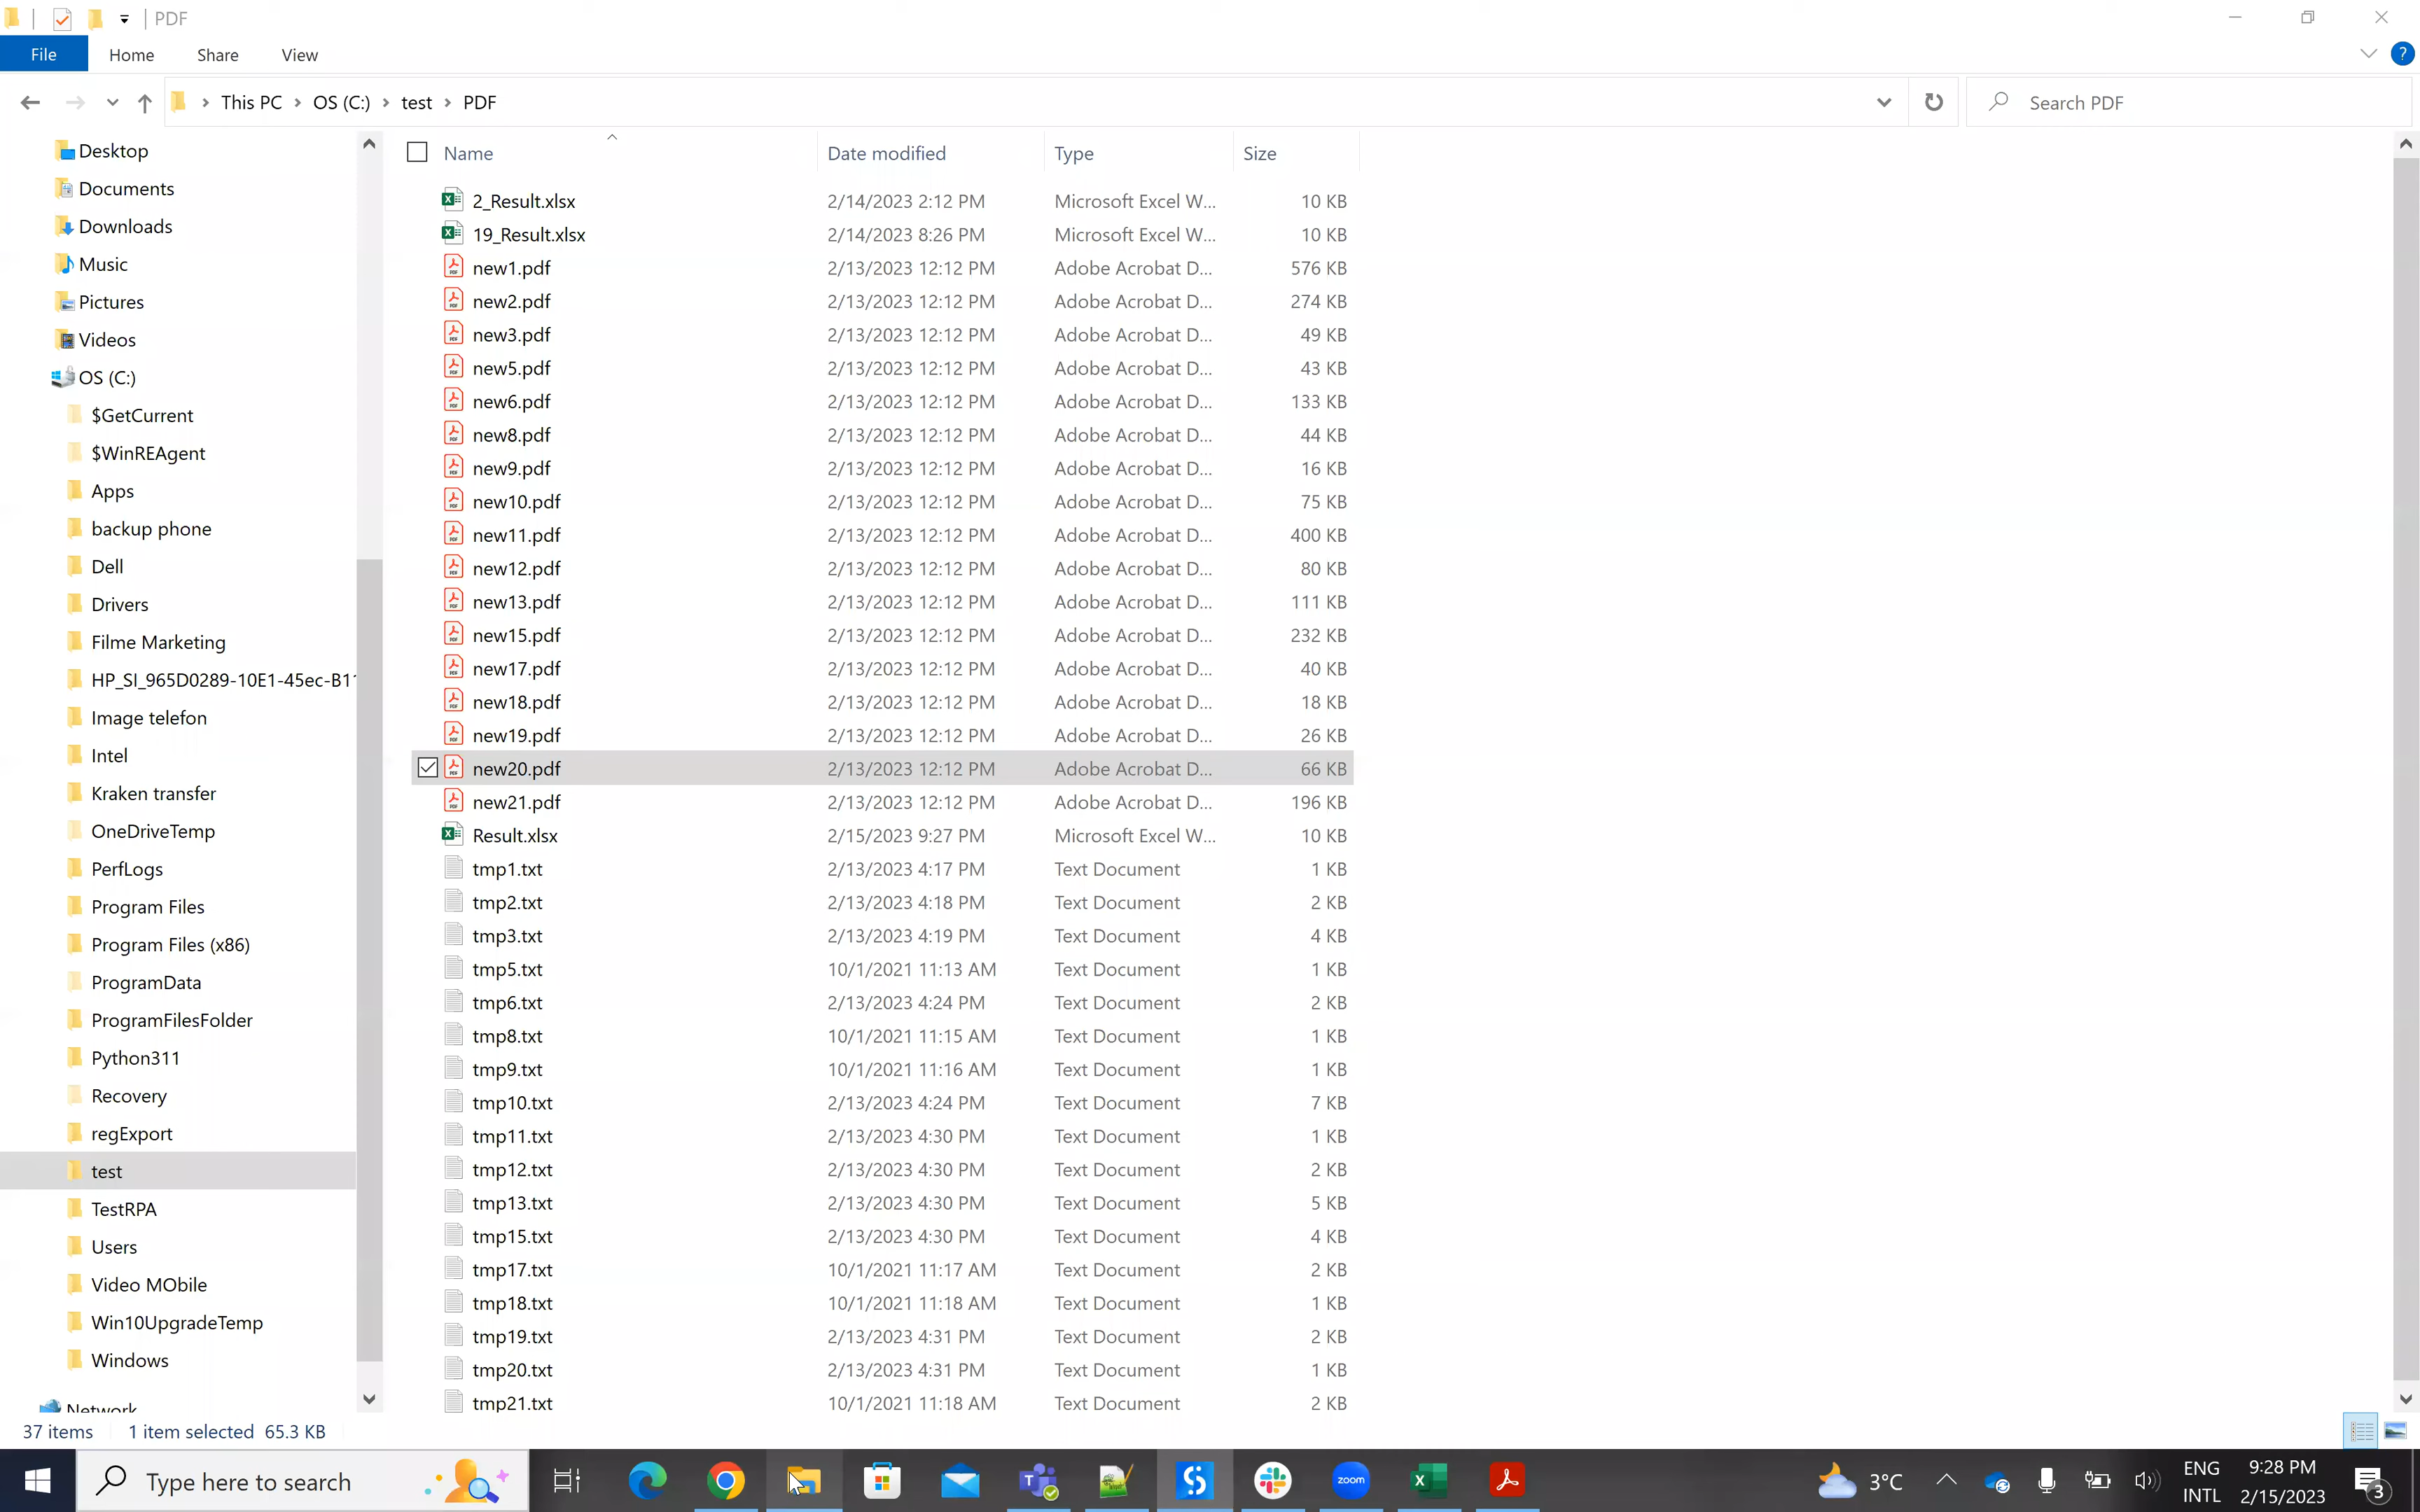 PDF
File Home Share View
This PC OS (C:) test PDF
Search PDF
Desktop
Documents
Downloads
Music
Pictures
Videos
OS (C:)
$GetCurrent
$WinREAgent
Apps
backup phone
Dell
Drivers
Filme Marketing
HP_SI_965D0289-10E1-45ec-B11
Image telefon
Intel
Kraken transfer
OneDriveTemp
PerfLogs
Program Files
Program Files (x86)
ProgramData
ProgramFilesFolder
Python311
Recovery
regExport
test
TestRPA
Users
Video MObile
Win10UpgradeTemp
Windows
Network
Name Date modified Type Size
2_Result.xlsx 2/14/2023 2:12 PM Microsoft Excel W... 10 KB
19_Result.xlsx 2/14/2023 8:26 PM Microsoft Excel W... 10 KB
new1.pdf 2/13/2023 12:12 PM Adobe Acrobat D... 576 KB
new2.pdf 2/13/2023 12:12 PM Adobe Acrobat D... 274 KB
new3.pdf 2/13/2023 12:12 PM Adobe Acrobat D... 49 KB
new5.pdf 2/13/2023 12:12 PM Adobe Acrobat D... 43 KB
new6.pdf 2/13/2023 12:12 PM Adobe Acrobat D... 133 KB
new8.pdf 2/13/2023 12:12 PM Adobe Acrobat D... 44 KB
new9.pdf 2/13/2023 12:12 PM Adobe Acrobat D... 16 KB
new10.pdf 2/13/2023 12:12 PM Adobe Acrobat D... 75 KB
new11.pdf 2/13/2023 12:12 PM Adobe Acrobat D... 400 KB
new12.pdf 2/13/2023 12:12 PM Adobe Acrobat D... 80 KB
new13.pdf 2/13/2023 12:12 PM Adobe Acrobat D... 111 KB
new15.pdf 2/13/2023 12:12 PM Adobe Acrobat D... 232 KB
new17.pdf 2/13/2023 12:12 PM Adobe Acrobat D... 40 KB
new18.pdf 2/13/2023 12:12 PM Adobe Acrobat D... 18 KB
new19.pdf 2/13/2023 12:12 PM Adobe Acrobat D... 26 KB
new20.pdf 2/13/2023 12:12 PM Adobe Acrobat D... 66 KB
new21.pdf 2/13/2023 12:12 PM Adobe Acrobat D... 196 KB
Result.xlsx 2/15/2023 9:27 PM Microsoft Excel W... 10 KB
tmp1.txt 2/13/2023 4:17 PM Text Document 1 KB
tmp2.txt 2/13/2023 4:18 PM Text Document 2 KB
tmp3.txt 2/13/2023 4:19 PM Text Document 4 KB
tmp5.txt 10/1/2021 11:13 AM Text Document 1 KB
tmp6.txt 2/13/2023 4:24 PM Text Document 2 KB
tmp8.txt 10/1/2021 11:15 AM Text Document 1 KB
tmp9.txt 10/1/2021 11:16 AM Text Document 1 KB
tmp10.txt 2/13/2023 4:24 PM Text Document 7 KB
tmp11.txt 2/13/2023 4:30 PM Text Document 1 KB
tmp12.txt 2/13/2023 4:30 PM Text Document 2 KB
tmp13.txt 2/13/2023 4:30 PM Text Document 5 KB
tmp15.txt 2/13/2023 4:30 PM Text Document 4 KB
tmp17.txt 10/1/2021 11:17 AM Text Document 2 KB
tmp18.txt 10/1/2021 11:18 AM Text Document 1 KB
tmp19.txt 2/13/2023 4:31 PM Text Document 2 KB
tmp20.txt 2/13/2023 4:31 PM Text Document 1 KB
tmp21.txt 10/1/2021 11:18 AM Text Document 2 KB
37 items 1 item selected 65.3 KB
Type here to search
zoom
3°C
ENG
INTL
9:28 PM
2/15/2023
3